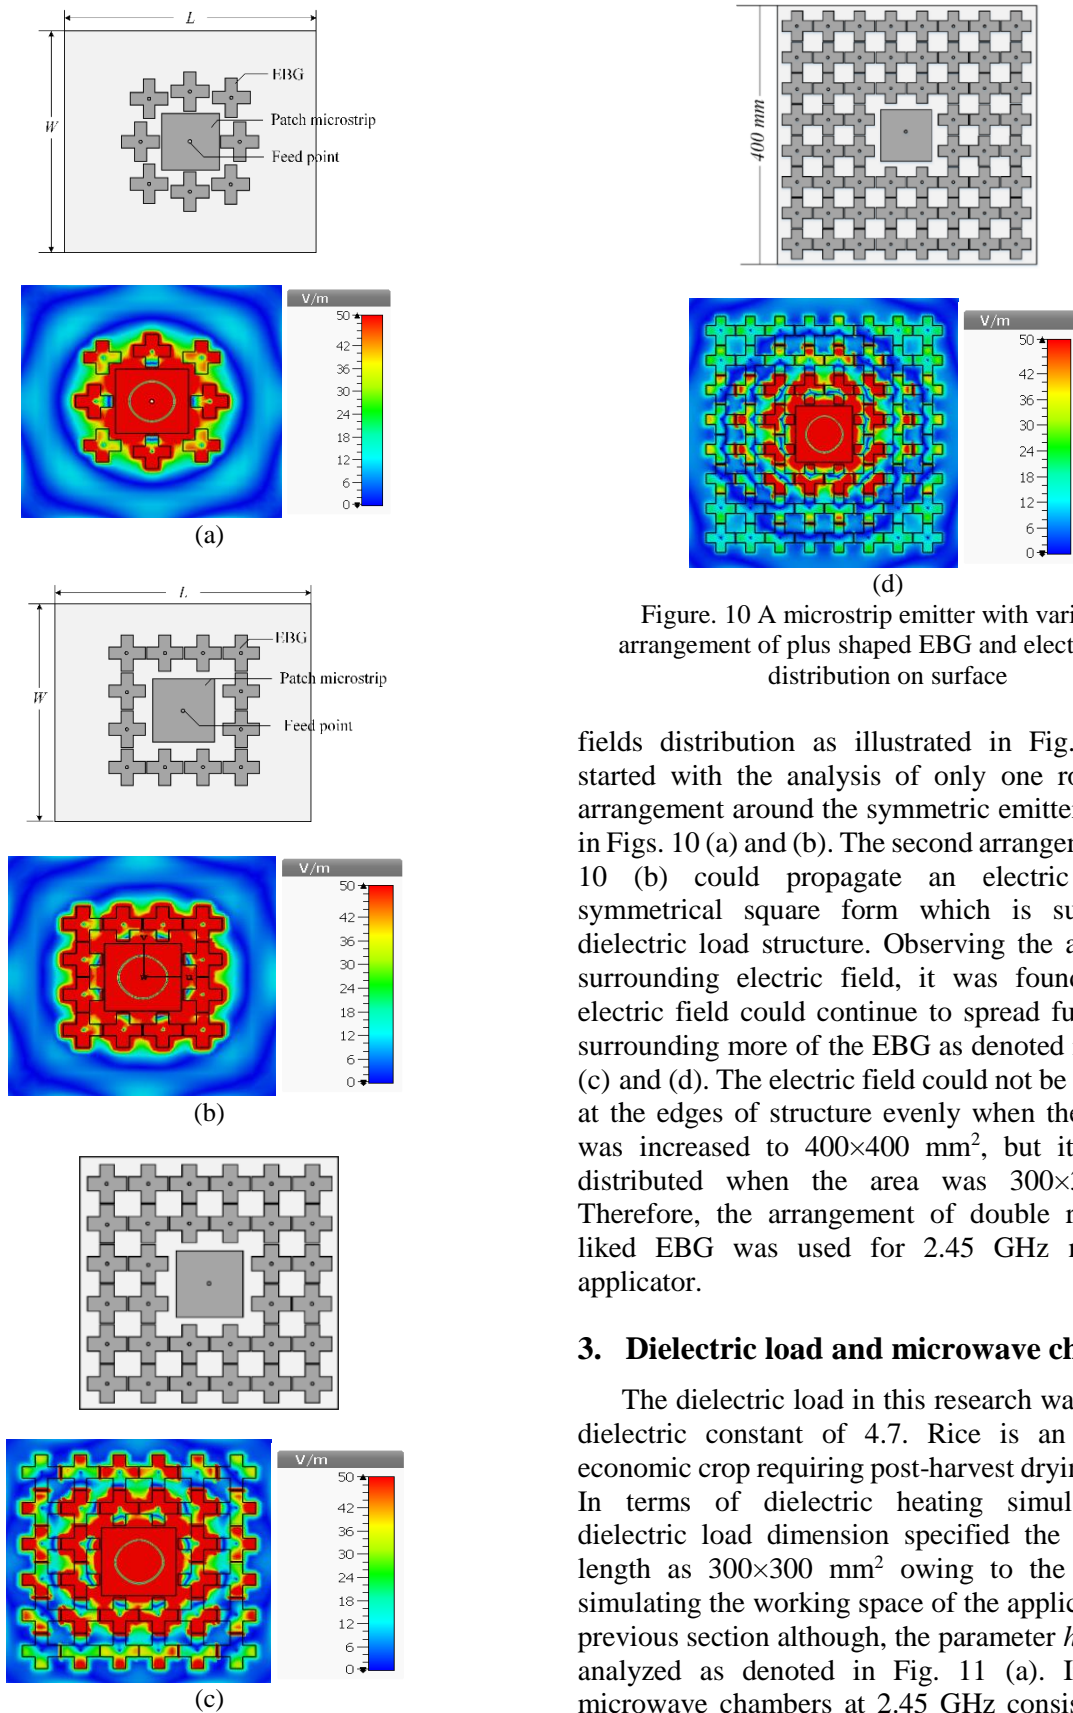 L
W
EBG
Patch microstrip
Feed point
V/m
50
42
36
30
24
18
12
6
0
(a)
L
W
EBG
Patch microstrip
Feed point
V/m
50
42
36
30
24
18
12
6
0
(b)
V/m
50
42
36
30
24
18
12
6
0
(c)
400 mm
V/m
50
42
36
30
24
18
12
6
0
(d)
Figure. 10 A microstrip emitter with vari
arrangement of plus shaped EBG and elect
distribution on surface
fields distribution as illustrated in Fig.
started with the analysis of only one ro
arrangement around the symmetric emitter
in Figs. 10 (a) and (b). The second arrangen
10 (b) could propagate an electric
symmetrical square form which is su
dielectric load structure. Observing the a
surrounding electric field, it was found
electric field could continue to spread fu
surrounding more of the EBG as denoted
(c) and (d). The electric field could not be
at the edges of structure evenly when the
was increased to 400×400 mm², but it
distributed when the area was 300×
Therefore, the arrangement of double r
liked EBG was used for 2.45 GHz
applicator.
3. Dielectric load and microwave ch
The dielectric load in this research wa
dielectric constant of 4.7. Rice is an
economic crop requiring post-harvest dryin
In terms of dielectric heating simul
dielectric load dimension specified the
length as 300×300 mm² owing to the
simulating the working space of the applic
previous section although, the parameter h
analyzed as denoted in Fig. 11 (a). I
microwave chambers at 2.45 GHz consis